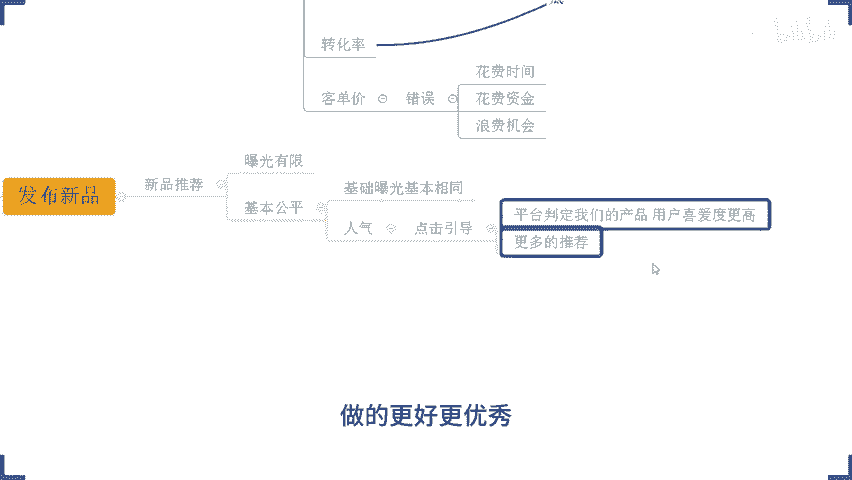 转化率
花费时间
客单价 错误 花费资金
浪费机会
曝光有限
发布新品 新品推荐
基础曝光基本相同
基本公平
平台判定我们的产品 用户喜爱度更高
人气 点击引导
更多的推荐
做的更好更优秀